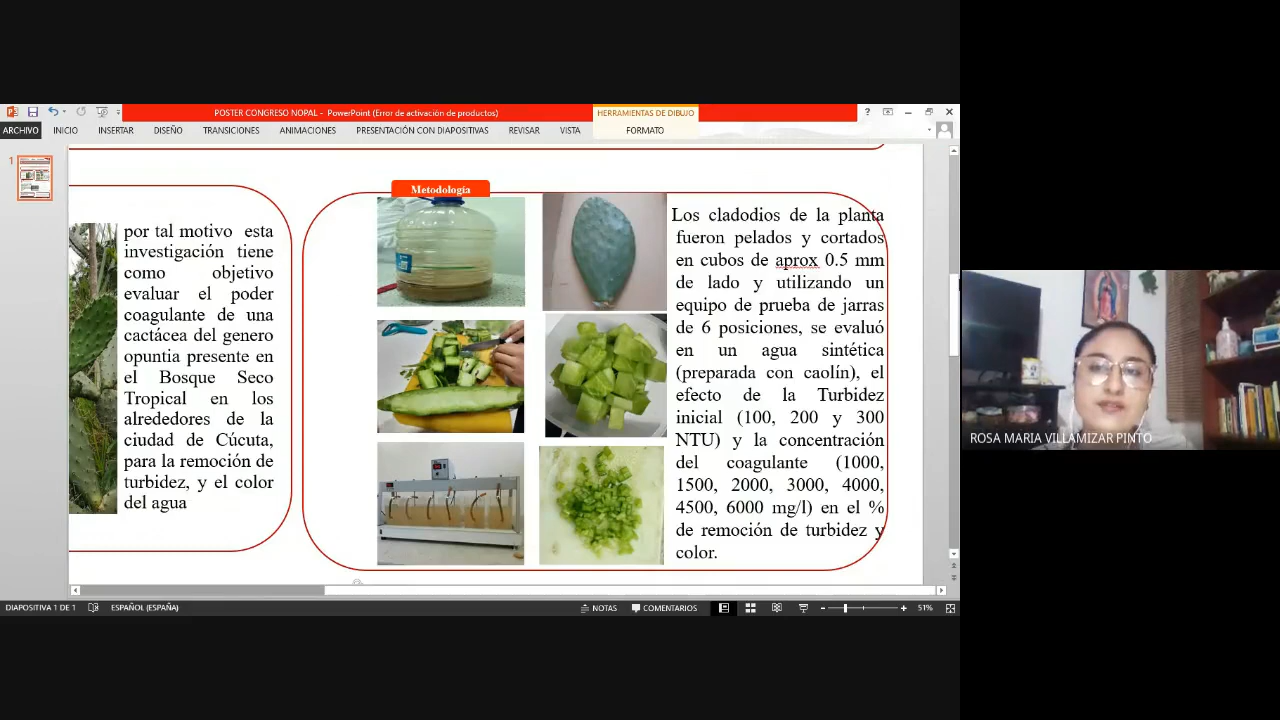 POSTER CONGRESO NOPAL - PowerPoint (Error de activación de productos)
HERRAMIENTAS DE DIBUJO
?
ARCHIVO INICIO INSERTAR DISEÑO TRANSICIONES ANIMACIONES PRESENTACIÓN CON DIAPOSITIVAS REVISAR VISTA FORMATO
1
por tal motivo esta
investigación tiene
como objetivo
evaluar el poder
coagulante de una
cactácea del genero
opuntia presente en
el Bosque Seco
Tropical en los
alrededores de la
ciudad de Cúcuta,
para la remoción de
turbidez, y el color
del agua
Metodología
Los cladodios de la planta
fueron pelados y cortados
en cubos de aprox 0.5 mm
de lado y utilizando un
equipo de prueba de jarras
de 6 posiciones, se evaluó
en un agua sintética
(preparada con caolín), el
efecto de la Turbidez
inicial (100, 200 y 300
NTU) y la concentración
del coagulante (1000,
1500, 2000, 3000, 4000,
4500, 6000 mg/l) en el %
de remoción de turbidez y
color.
ROSA MARIA VILLAMIZAR PINTO
DIAPOSITIVA 1 DE 1 ESPAÑOL (ESPAÑA) NOTAS COMENTARIOS 51%